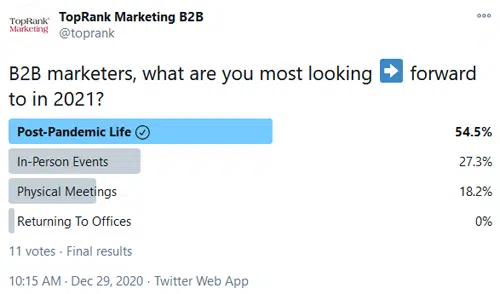 TopRank Marketing B2B
TopRank
Marketing
@toprank
B2B marketers, what are you most looking ➡️ forward
to in 2021?
Post-Pandemic Life 54.5%
In-Person Events 27.3%
Physical Meetings 18.2%
Returning To Offices 0%
11 votes · Final results
10:15 AM · Dec 29, 2020 · Twitter Web App